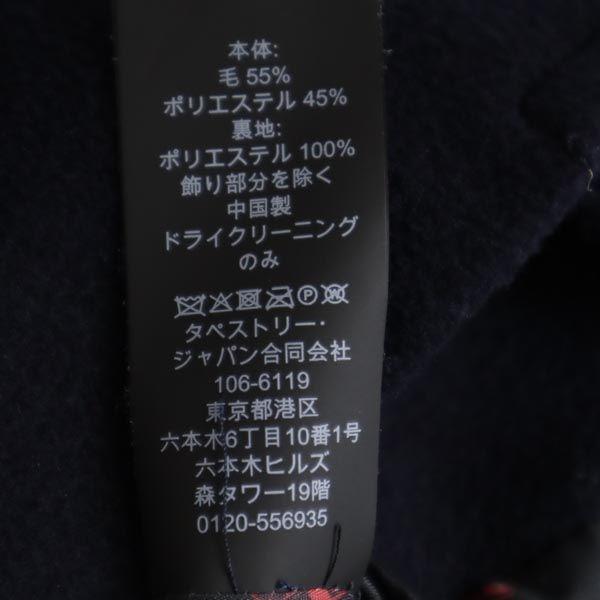 本体:
毛 55%
ポリエステル 45%
裏地:
ポリエステル 100%
飾り部分を除く
中国製
ドライクリーニング
のみ
タペストリー・
ジャパン合同会社
106-6119
東京都港区
六本木6丁目10番1号
六本木ヒルズ
森タワー19階
0120-556935